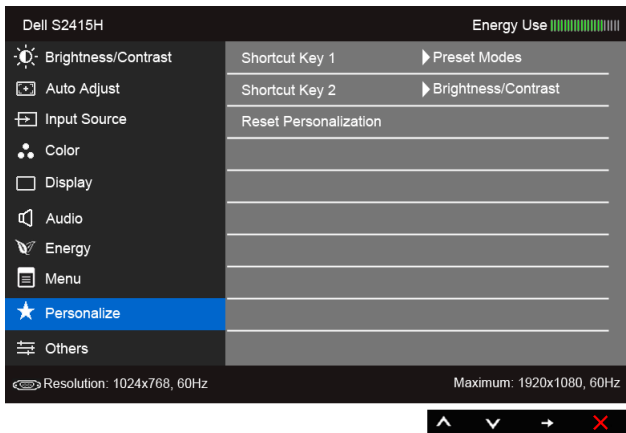 Dell S2415H Energy Use
Brightness/Contrast Shortcut Key 1 Preset Modes
Auto Adjust Shortcut Key 2 Brightness/Contrast
Input Source Reset Personalization
Color
Display
Audio
Energy
Menu
Personalize
Others
Resolution: 1024x768, 60Hz Maximum: 1920x1080, 60Hz